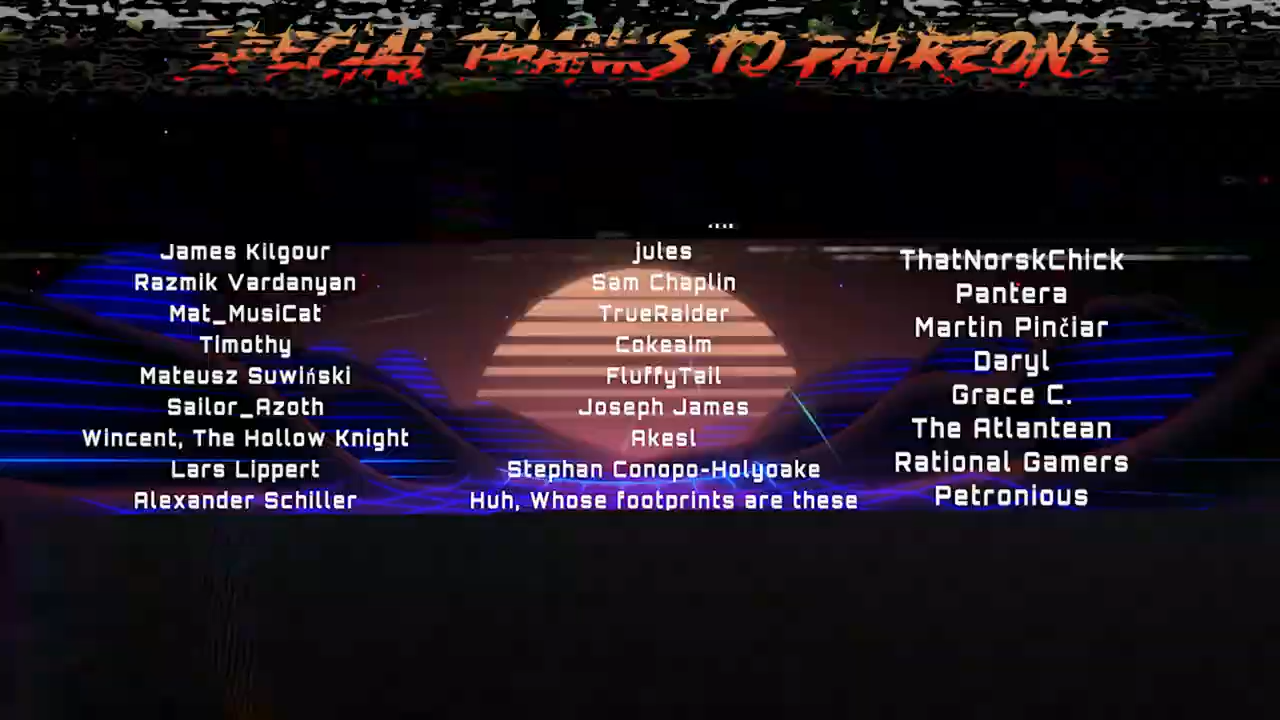 SPECIAL THANKS TO PATREONS
James Kilgour
Razmik Vardanyan
Mat_MusiCat
Timothy
Mateusz Suwiński
Sailor_Azoth
Wincent, The Hollow Knight
Lars Lippert
Alexander Schiller
jules
Sam Chaplin
TrueRaider
Cokeaim
FluffyTail
Joseph James
Akesl
Stephan Conopo-Holyoake
Huh, Whose footprints are these
ThatNorskChick
Pantera
Martin Pinčiar
Daryl
Grace C.
The Atlantean
Rational Gamers
Petronious